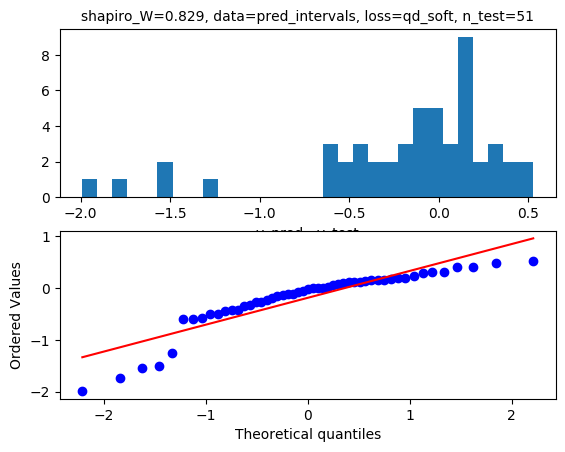 shapiro_W=0.829, data=pred_intervals, loss=qd_soft, n_test=51
8
6
4
2
0
−2.0 −1.5 −1.0 −0.5 0.0 0.5
1
0
−1
−2
Ordered Values
−2 −1 0 1 2
Theoretical quantiles